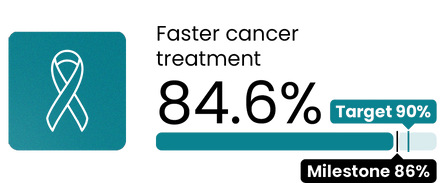 Faster cancer
treatment
84.6%
Target 90%
Milestone 86%